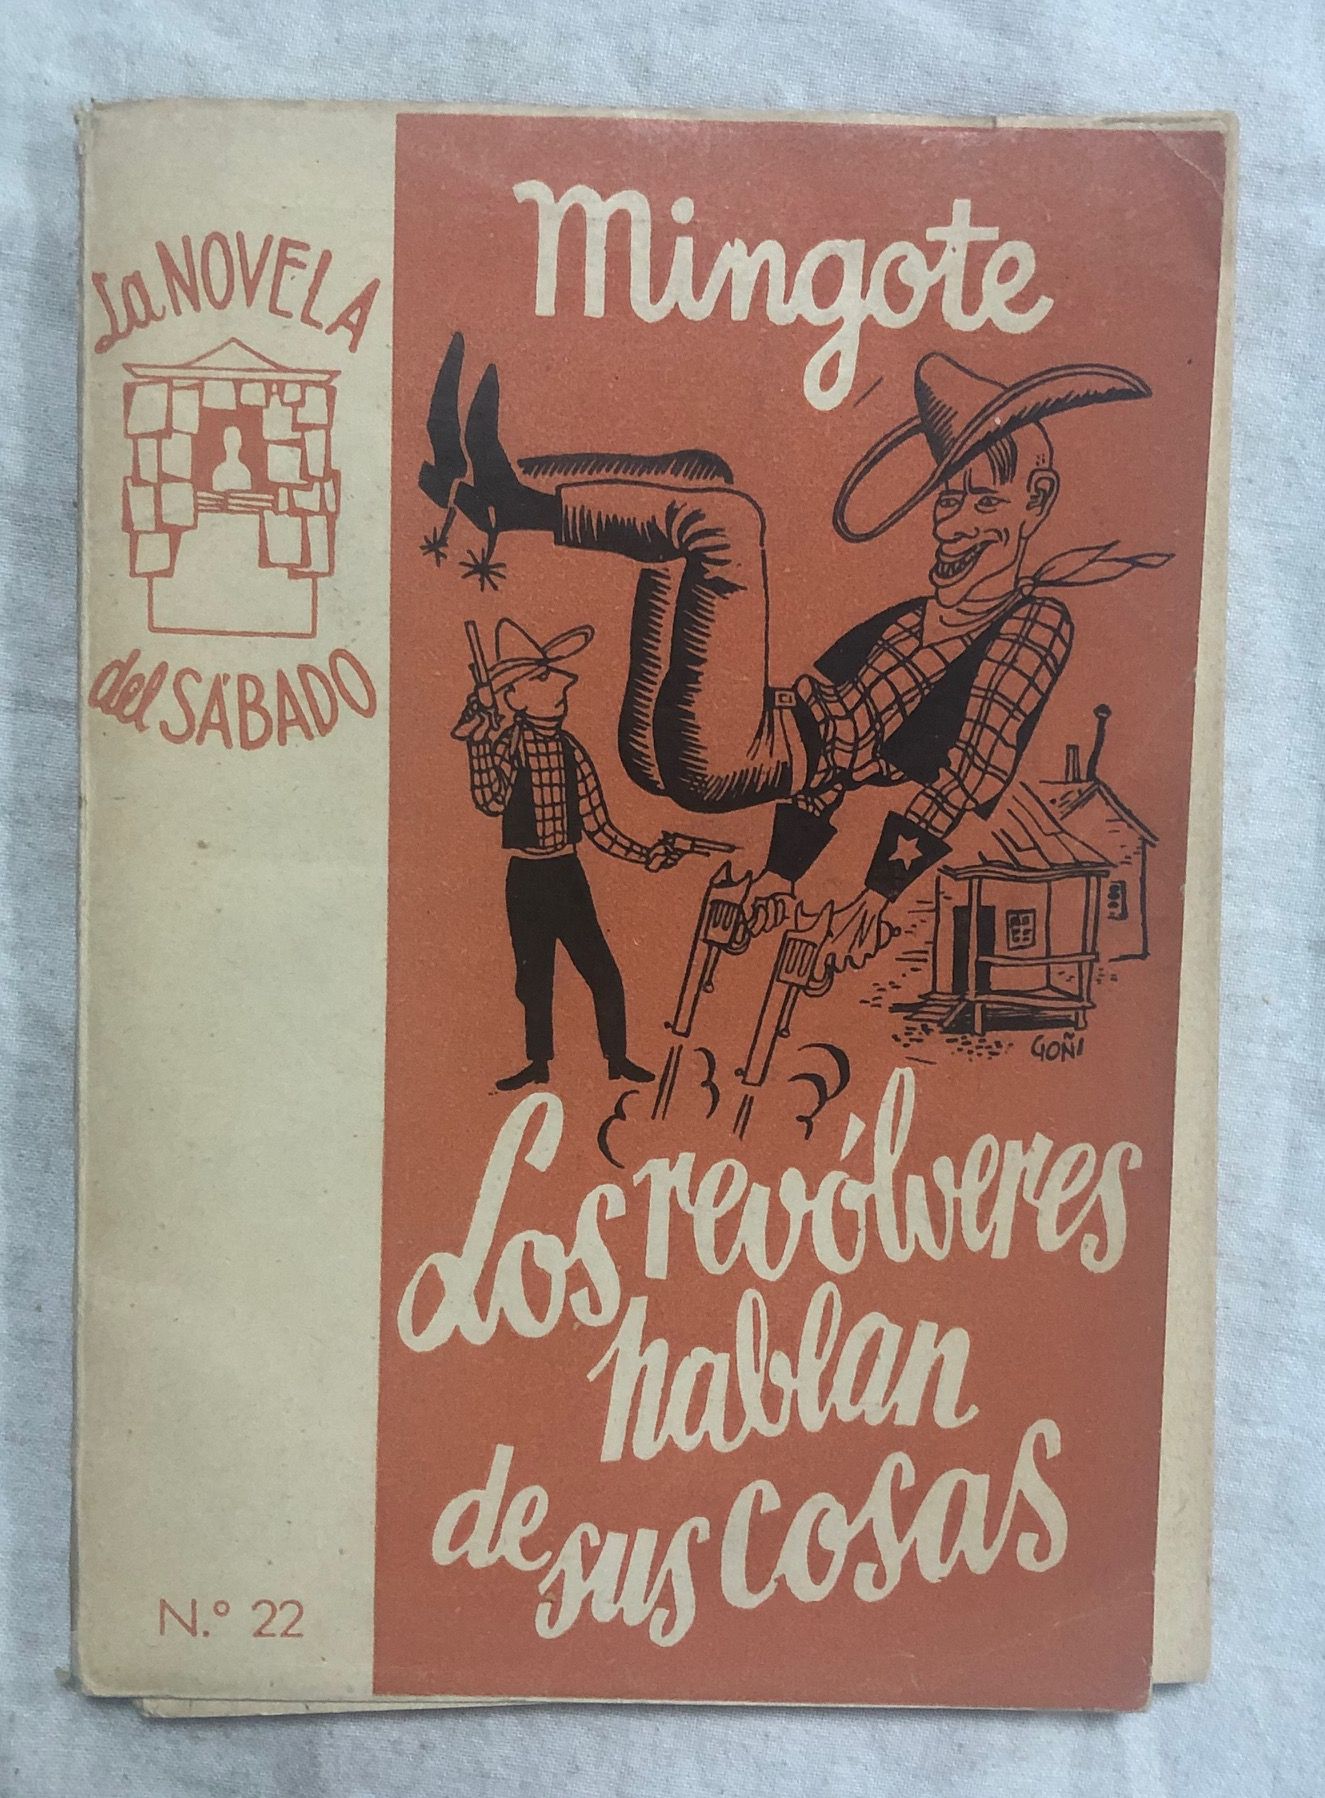 La NOVELA
del SÁBADO
N.º 22
Mingote
GOÑI
Los revólveres
hablan
de sus cosas